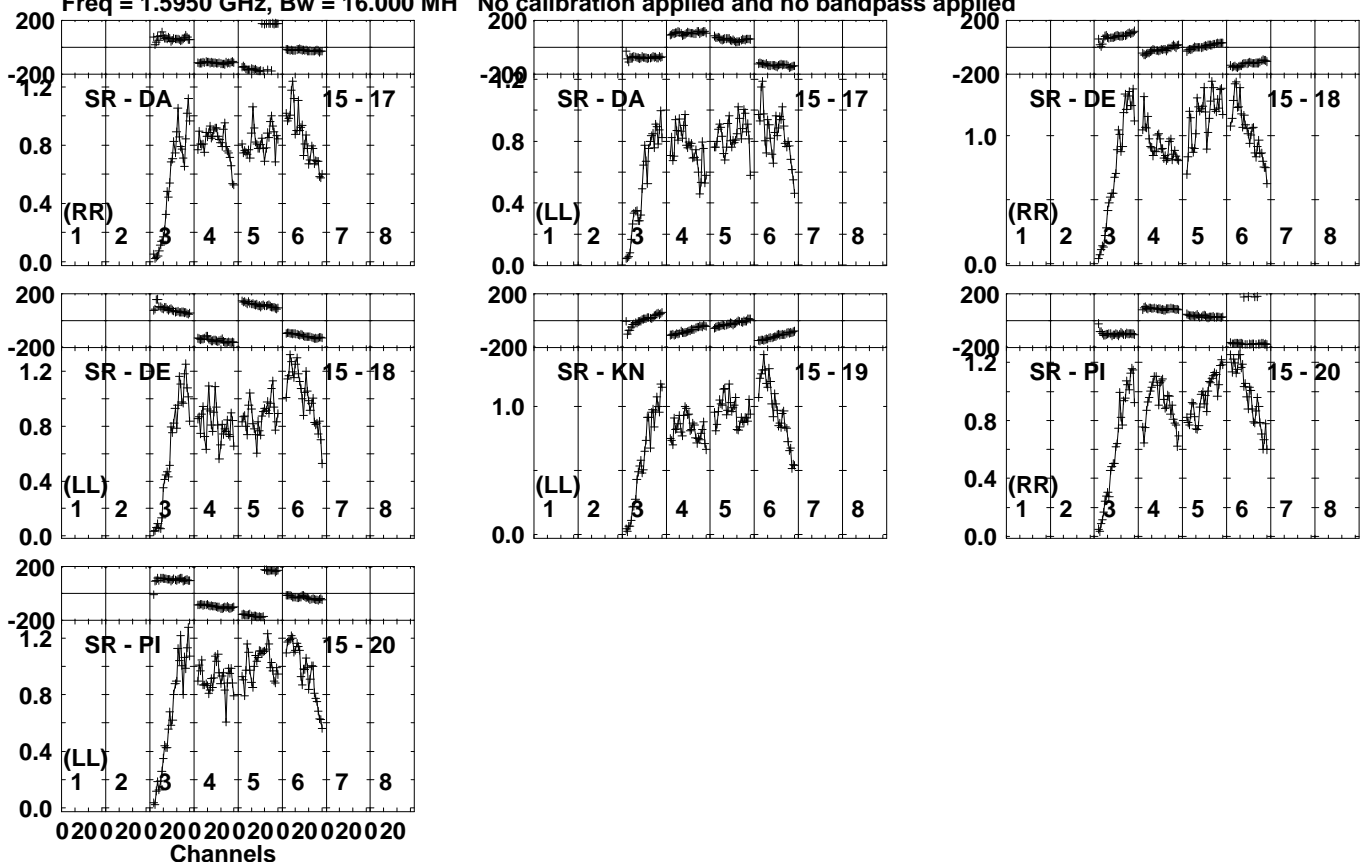 Freq = 1.5950 GHz, Bw = 16.000 MH No calibration applied and no bandpass applied
200
-200
1.2
0.8
0.4
0.0
SR - DA 15 - 17
(RR)
1 2 3 4 5 6 7 8
200
-200
1.2
0.8
0.4
0.0
SR - DA 15 - 17
(LL)
1 2 3 4 5 6 7 8
200
-200
1.0
0.0
SR - DE 15 - 18
(RR)
1 2 3 4 5 6 7 8
200
-200
1.2
0.8
0.4
0.0
SR - DE 15 - 18
(LL)
1 2 3 4 5 6 7 8
200
-200
1.0
0.0
SR - KN 15 - 19
(LL)
1 2 3 4 5 6 7 8
200
-200
1.2
0.8
0.4
0.0
SR - PI 15 - 20
(RR)
1 2 3 4 5 6 7 8
200
-200
1.2
0.8
0.4
0.0
SR - PI 15 - 20
(LL)
1 2 3 4 5 6 7 8
0 20 0 20 0 20 0 20 0 20 0 20 0 20 0 20
Channels